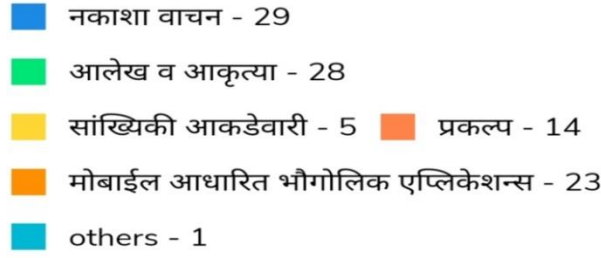 नकाशा वाचन - 29
आलेख व आकृत्या - 28
सांख्यिकी आकडेवारी - 5 प्रकल्प - 14
मोबाईल आधारित भौगोलिक एप्लिकेशन्स - 23
others - 1